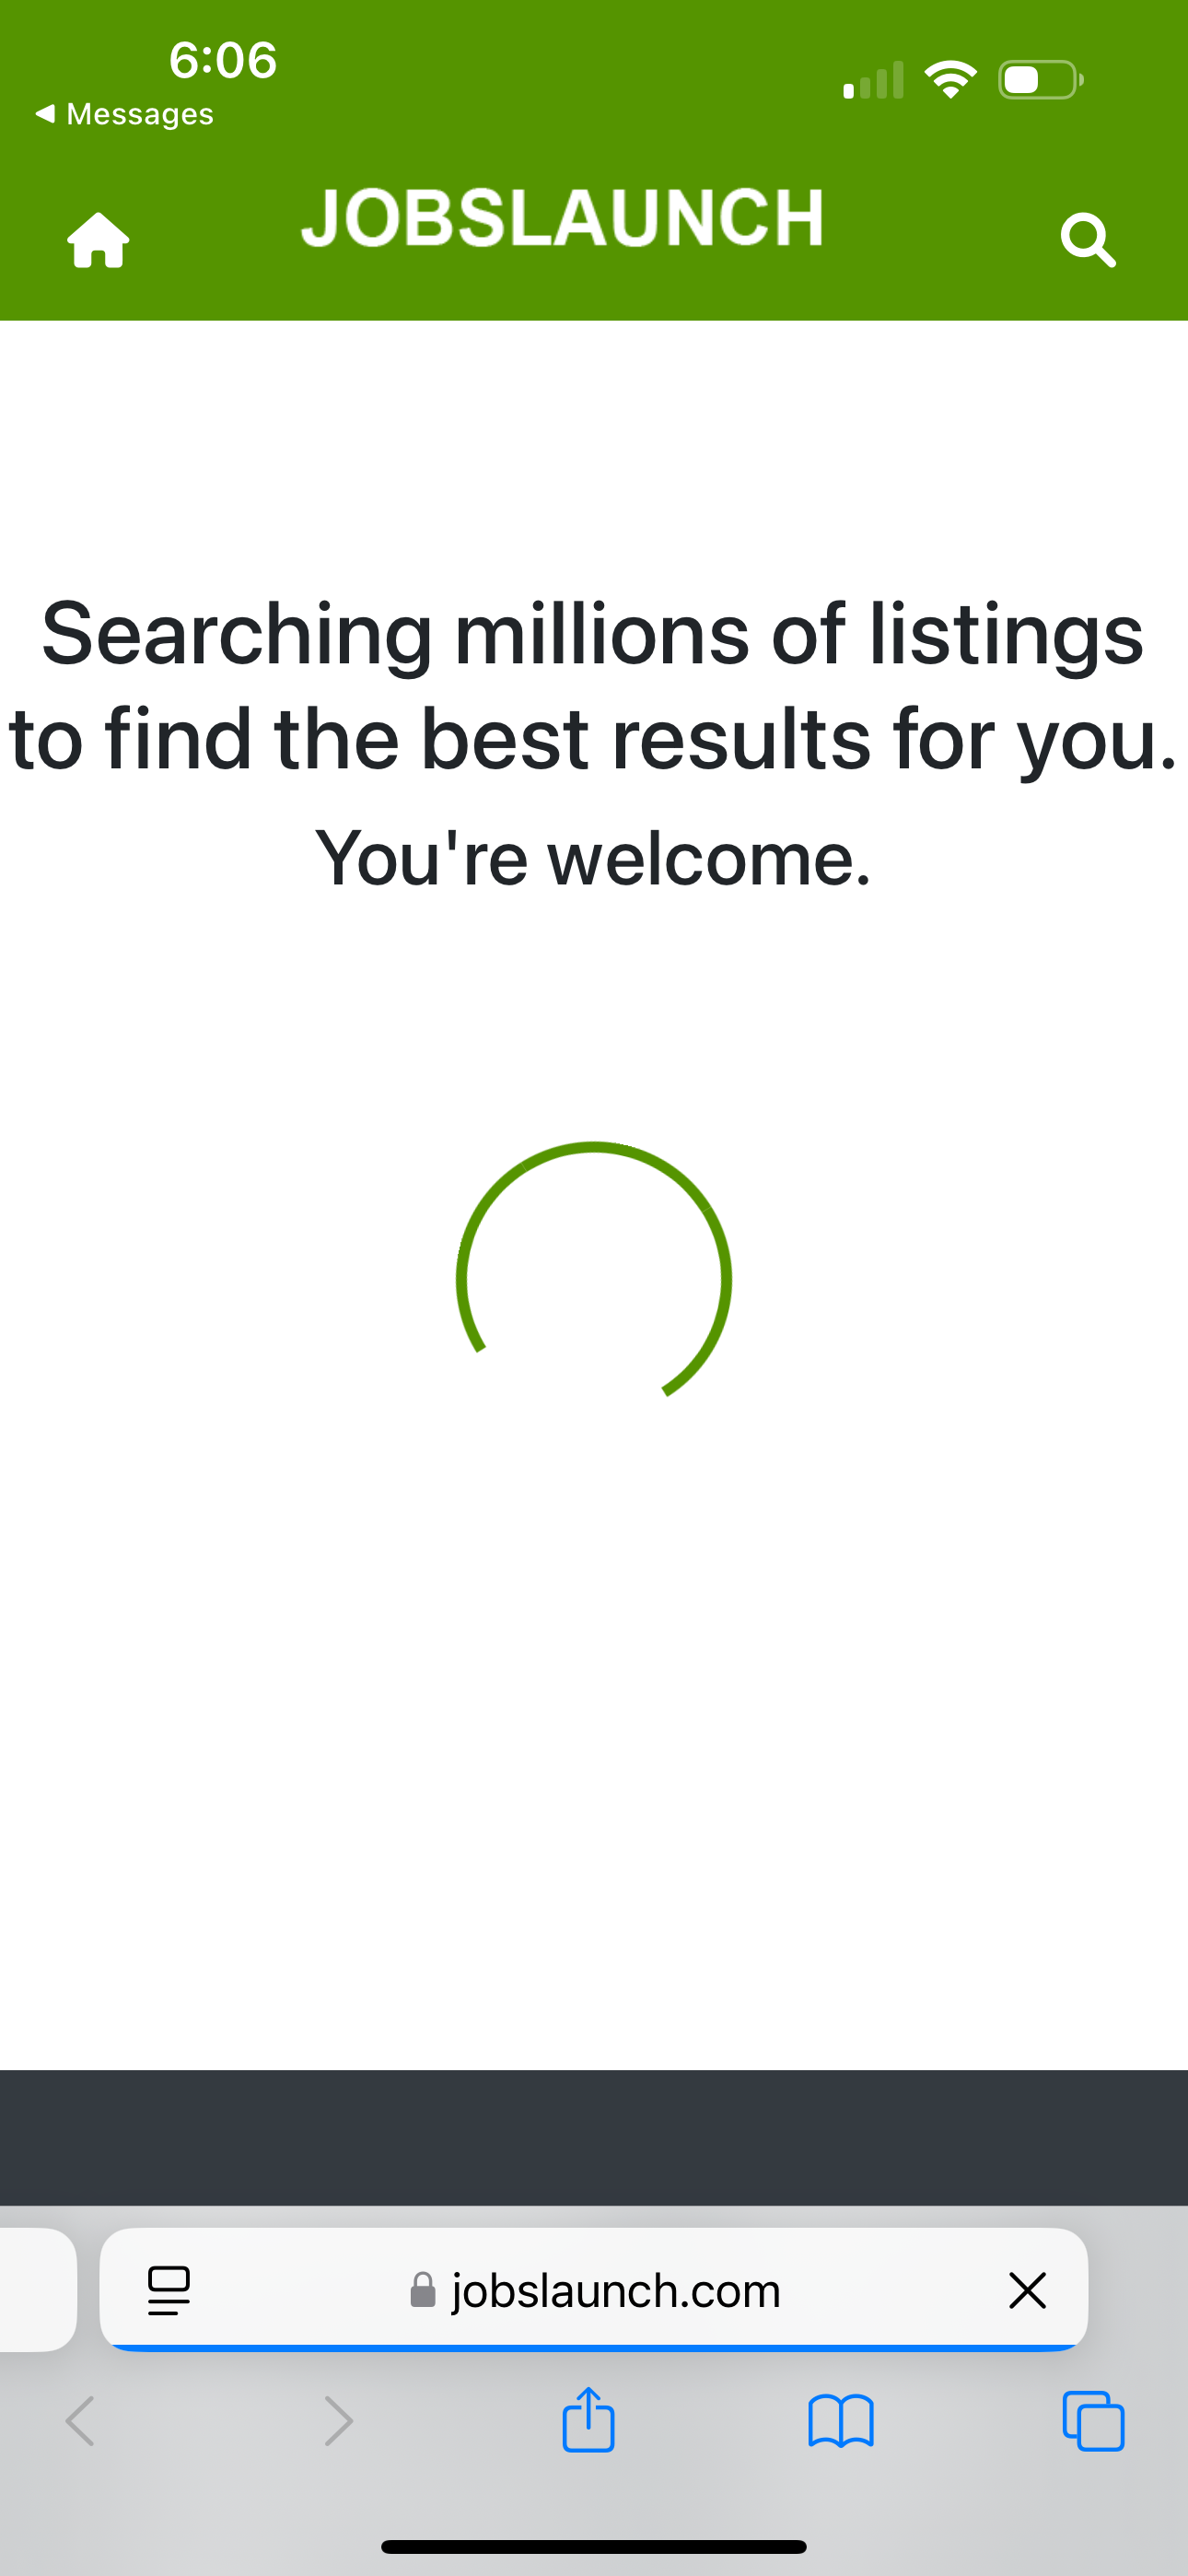 6:06
Messages
JOBSLAUNCH
Searching millions of listings
to find the best results for you.
You're welcome.
jobslaunch.com